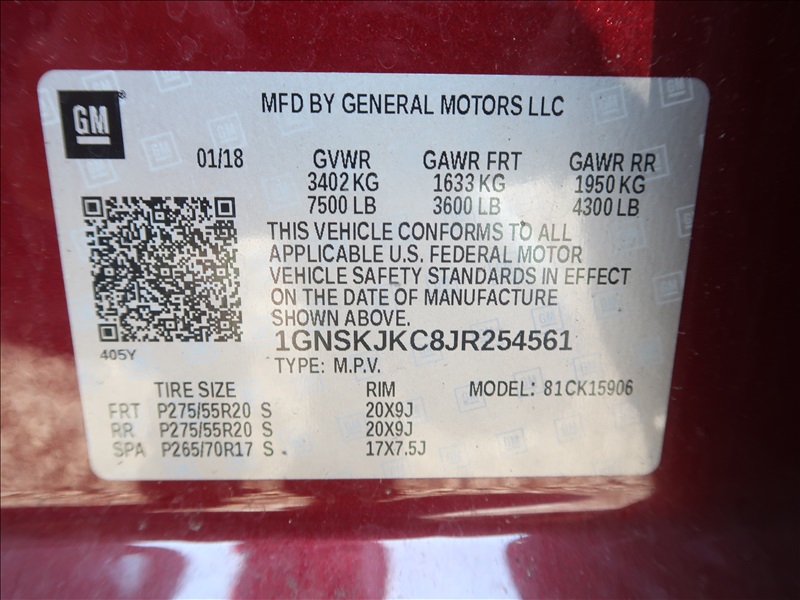 GM
MFD BY GENERAL MOTORS LLC
01/18 GVWR GAWR FRT GAWR RR
3402 KG 1633 KG 1950 KG
7500 LB 3600 LB 4300 LB
THIS VEHICLE CONFORMS TO ALL
APPLICABLE U.S. FEDERAL MOTOR
VEHICLE SAFETY STANDARDS IN EFFECT
ON THE DATE OF MANUFACTURE
SHOWN ABOVE.
1GNSKJKC8JR254561
405Y
TYPE: M.P.V.
TIRE SIZE RIM MODEL: 81CK15906
FRT P275/55R20 S 20X9J
RR P275/55R20 S 20X9J
SPA P265/70R17 S 17X7.5J